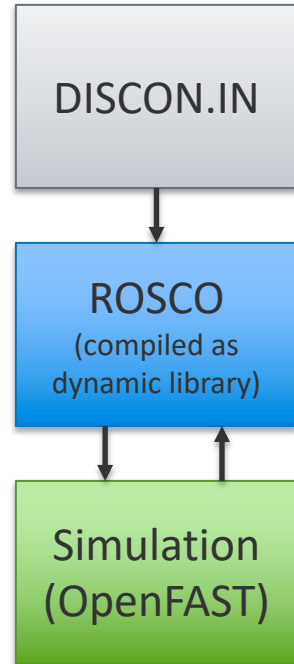 DISCON.IN
ROSCO
(compiled as
dynamic library)
Simulation
(OpenFAST)